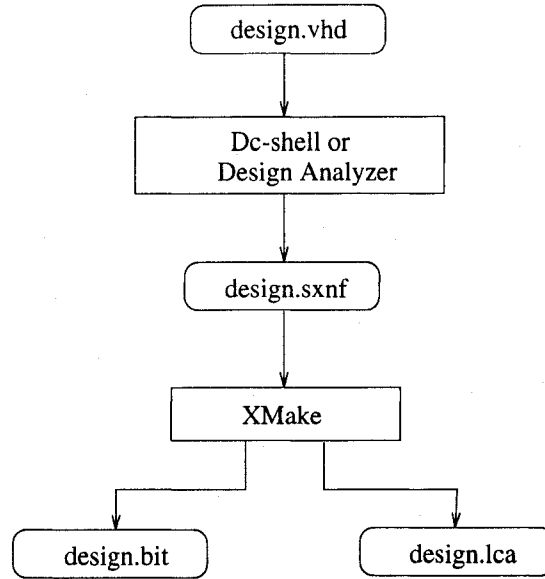 design.vhd
Dc-shell or
Design Analyzer
design.sxnf
XMake
design.bit
design.lca